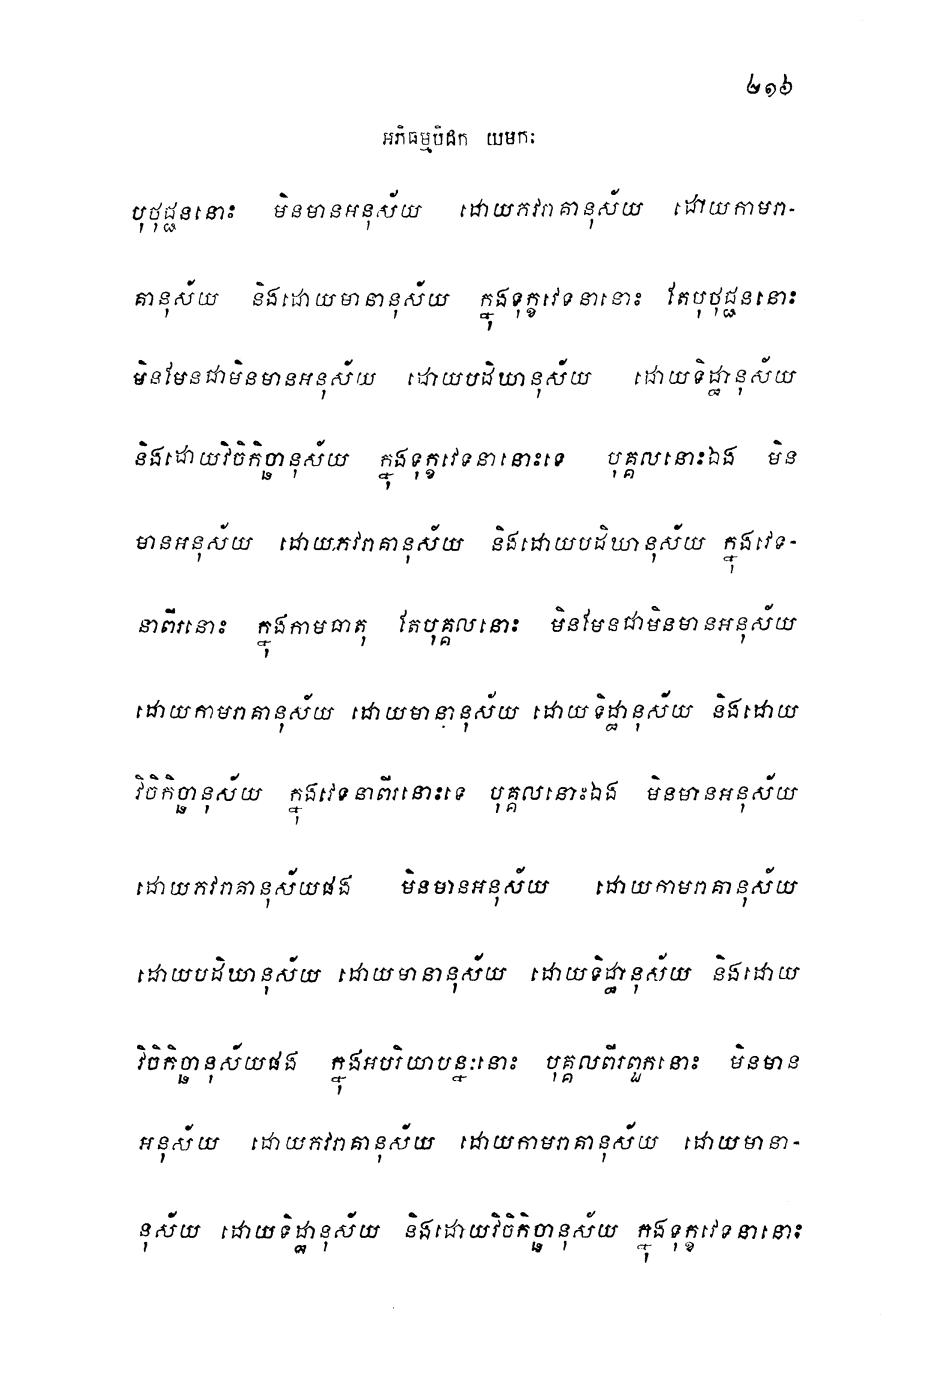 ២១៦
អភិធម្មបិដក យមកៈ
បុថុជ្ជននោះ មិនមានអនុស័យ ដោយភវរាគានុស័យ ដោយកាមរា-
គានុស័យ និងដោយមានានុស័យ ក្នុងទុក្ខវេទនានោះ តែបុថុជ្ជននោះ
មិនមែនជាមិនមានអនុស័យ ដោយបដិឃានុស័យ ដោយទិដ្ឋានុស័យ
និងដោយវិចិកិច្ឆានុស័យ ក្នុងទុក្ខវេទនានោះទេ បុគ្គលនោះឯង មិន
មានអនុស័យ ដោយភវរាគានុស័យ និងដោយបដិឃានុស័យ ក្នុងវេទ-
នាពីរនោះ ក្នុងកាមធាតុ តែបុគ្គលនោះ មិនមែនជាមិនមានអនុស័យ
ដោយកាមរាគានុស័យ ដោយមានានុស័យ ដោយទិដ្ឋានុស័យ និងដោយ
វិចិកិច្ឆានុស័យ ក្នុងវេទនាពីរនោះទេ បុគ្គលនោះឯង មិនមានអនុស័យ
ដោយភវរាគានុស័យផង មិនមានអនុស័យ ដោយកាមរាគានុស័យ
ដោយបដិឃានុស័យ ដោយមានានុស័យ ដោយទិដ្ឋានុស័យ និងដោយ
វិចិកិច្ឆានុស័យផង ក្នុងអបរិយាបន្នៈនោះ បុគ្គលពីរពួកនោះ មិនមាន
អនុស័យ ដោយភវរាគានុស័យ ដោយកាមរាគានុស័យ ដោយមានា-
នុស័យ ដោយទិដ្ឋានុស័យ និងដោយវិចិកិច្ឆានុស័យ ក្នុងទុក្ខវេទនានោះ